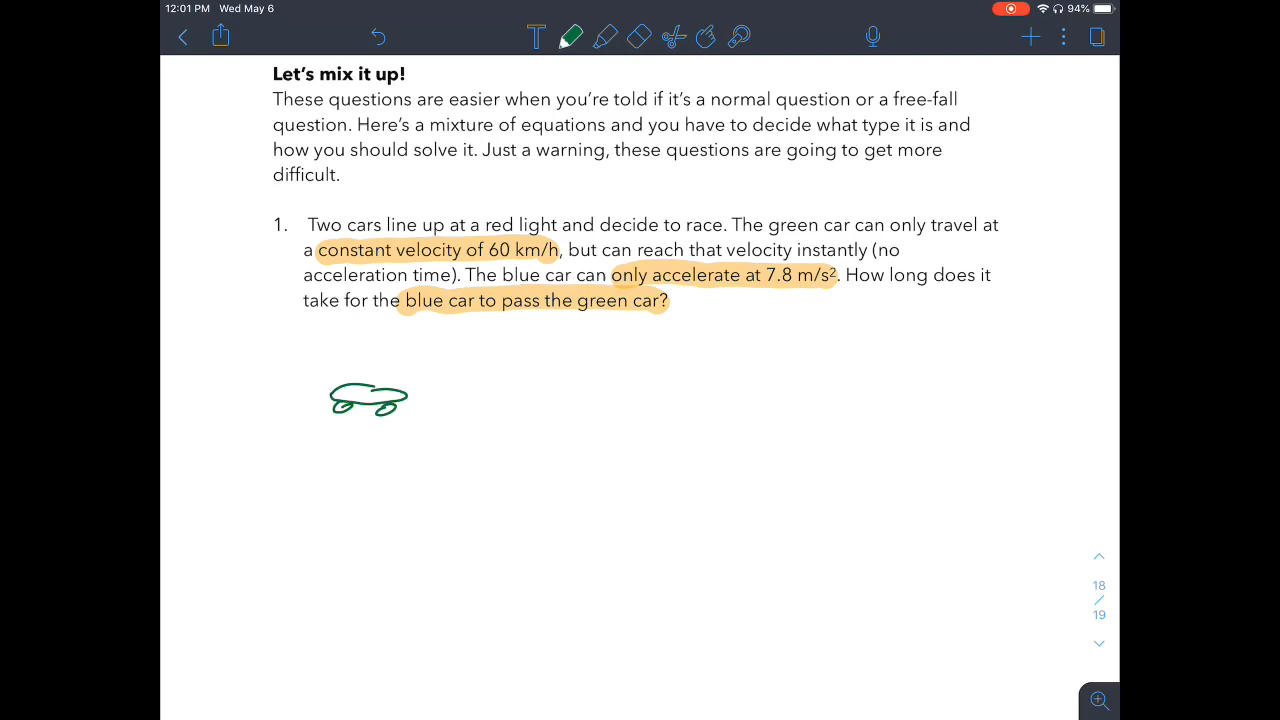 12:01 PM Wed May 6
94%
Let's mix it up!
These questions are easier when you're told if it's a normal question or a free-fall
question. Here's a mixture of equations and you have to decide what type it is and
how you should solve it. Just a warning, these questions are going to get more
difficult.
1. Two cars line up at a red light and decide to race. The green car can only travel at
a constant velocity of 60 km/h, but can reach that velocity instantly (no
acceleration time). The blue car can only accelerate at 7.8 m/s². How long does it
take for the blue car to pass the green car?
18
/
19